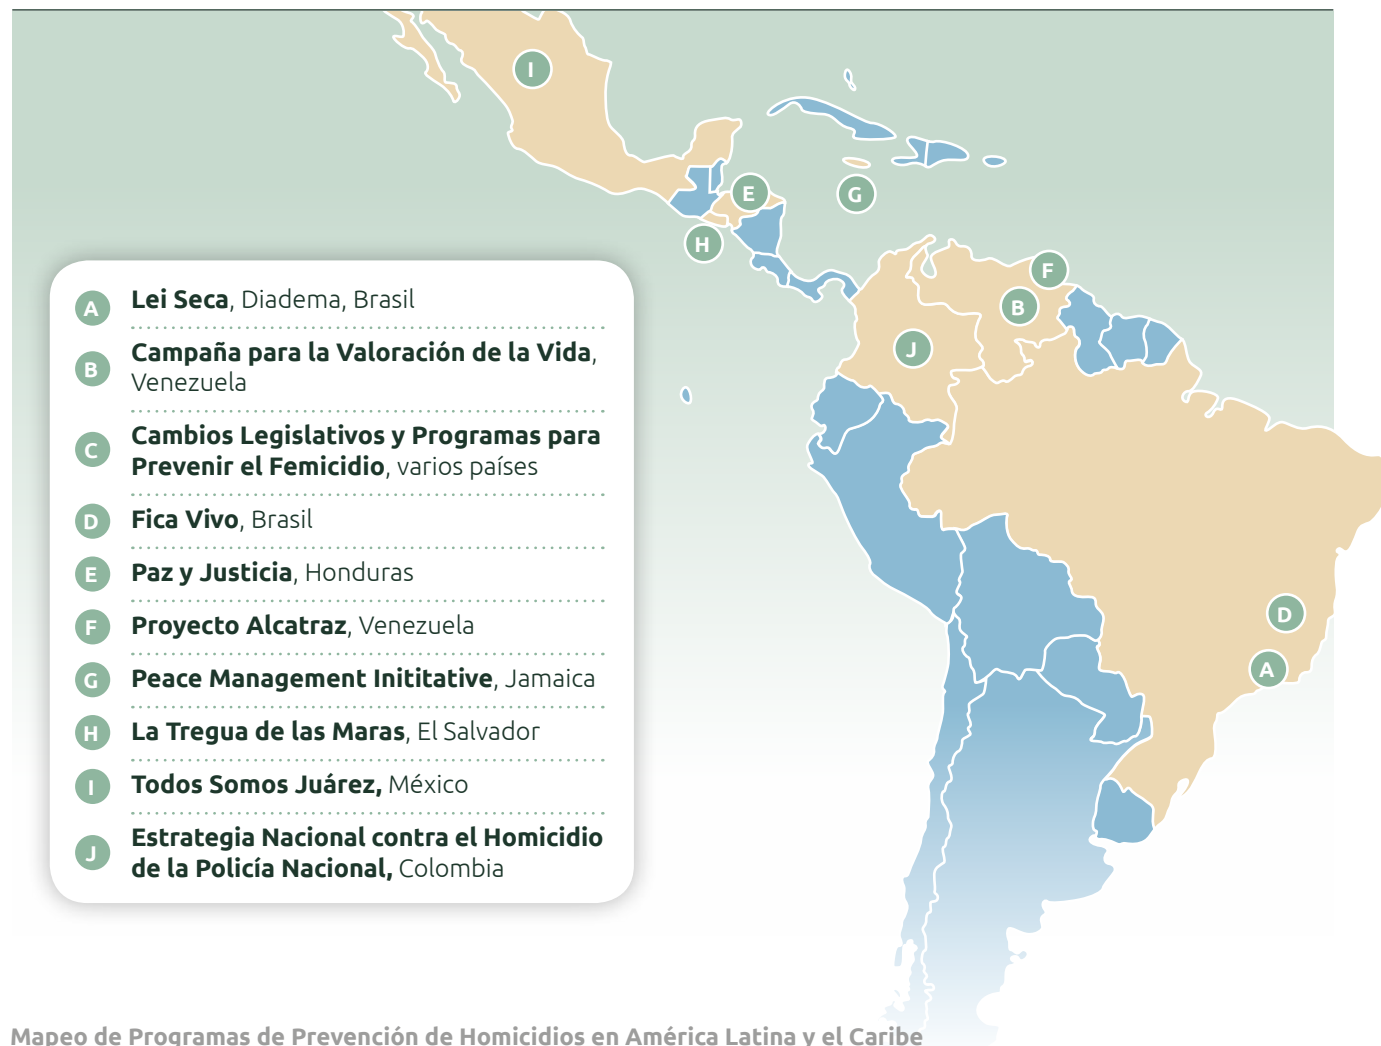 I
E
G
H
F
B
J
D
A
A Lei Seca, Diadema, Brasil
B Campaña para la Valoración de la Vida,
Venezuela
C Cambios Legislativos y Programas para
Prevenir el Femicidio, varios países
D Fica Vivo, Brasil
E Paz y Justicia, Honduras
F Proyecto Alcatraz, Venezuela
G Peace Management Inititative, Jamaica
H La Tregua de las Maras, El Salvador
I Todos Somos Juárez, México
J Estrategia Nacional contra el Homicidio
de la Policía Nacional, Colombia
Mapeo de Programas de Prevención de Homicidios en América Latina y el Caribe